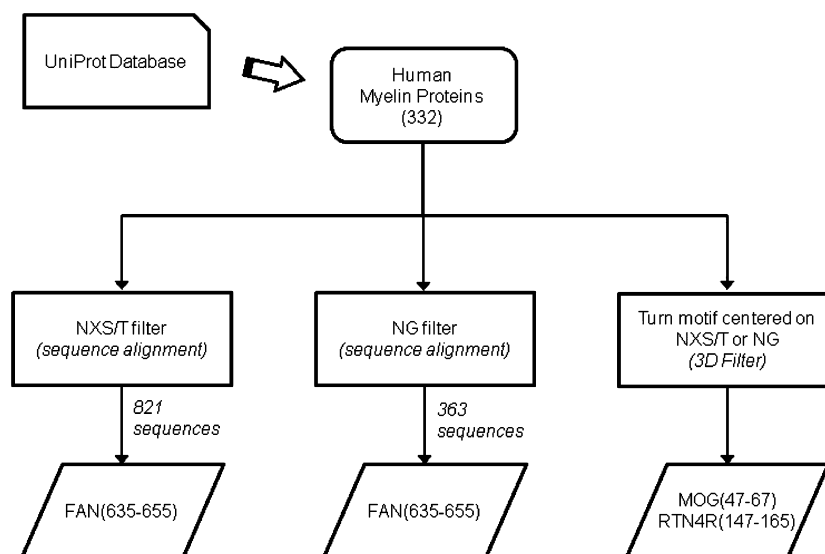 UniProt Database
Human
Myelin Proteins
(332)
NXS/T filter
(sequence alignment)
NG filter
(sequence alignment)
Turn motif centered on
NXS/T or NG
(3D Filter)
821
sequences
363
sequences
FAN(635-655)
FAN(635-655)
MOG(47-67)
RTN4R(147-165)